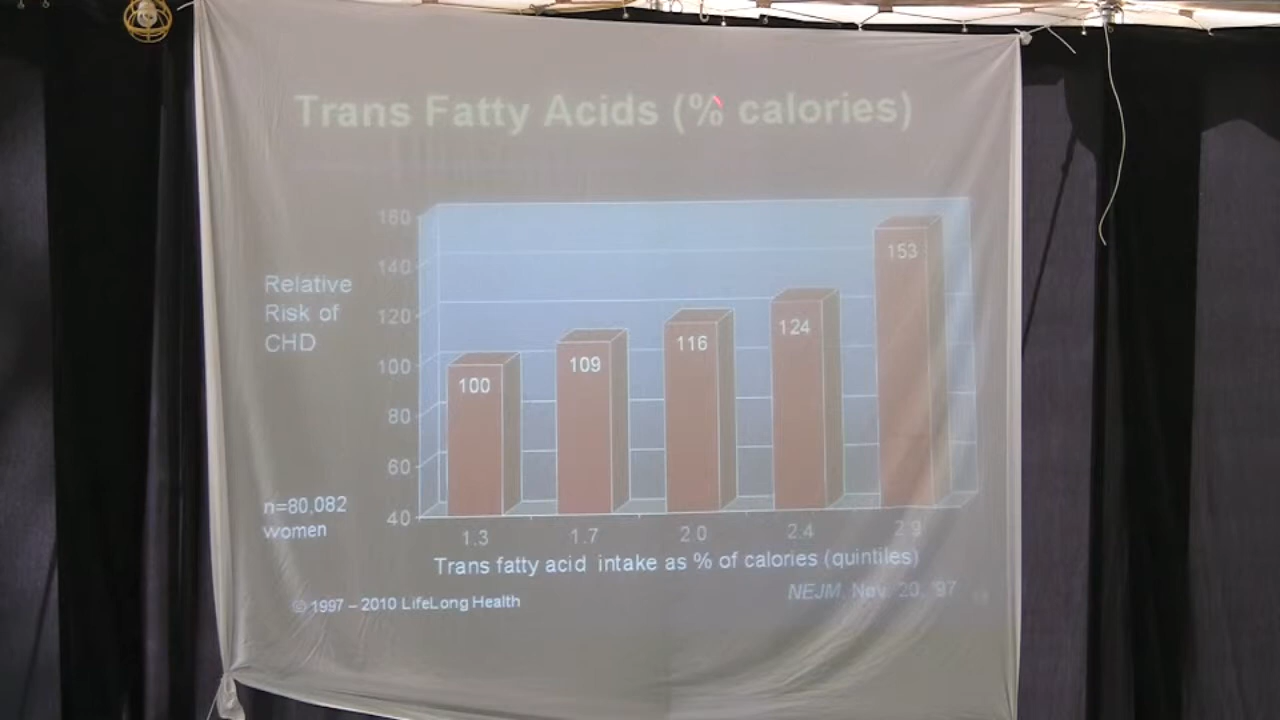 Trans Fatty Acids (% calories)
Relative
Risk of
CHD
160
140
120
100
80
60
40
100
109
116
124
153
1.3
1.7
2.0
2.4
2.9
n=80,082
women
Trans fatty acid intake as % of calories (quintiles)
© 1997 – 2010 LifeLong Health
NEJM, Nov. 20, '97